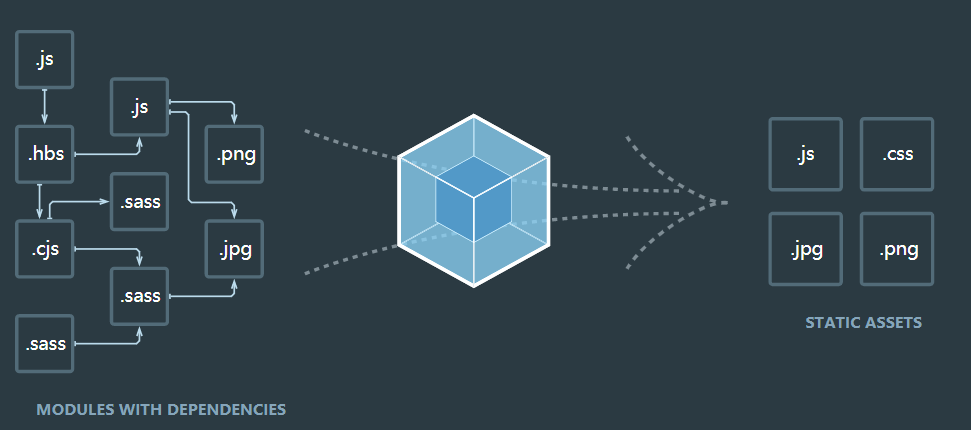 .js
.js
.hbs
.png
.sass
.cjs
.jpg
.sass
.sass
MODULES WITH DEPENDENCIES
.js
.css
.jpg
.png
STATIC ASSETS